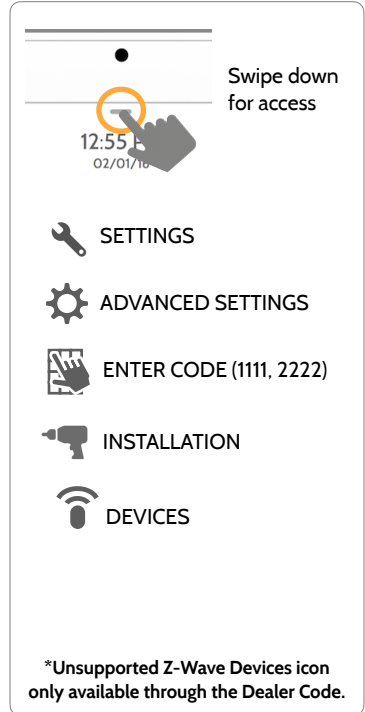 Swipe down
for access
12:55 P
02/01/16
SETTINGS
ADVANCED SETTINGS
ENTER CODE (1111, 2222)
INSTALLATION
DEVICES
*Unsupported Z-Wave Devices icon
only available through the Dealer Code.